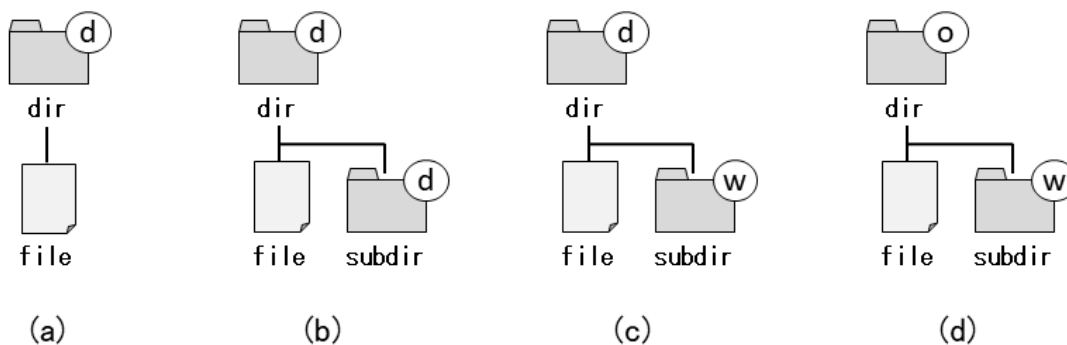 d d d o
dir dir dir dir
d w w
file file subdir file subdir file subdir
(a) (b) (c) (d)